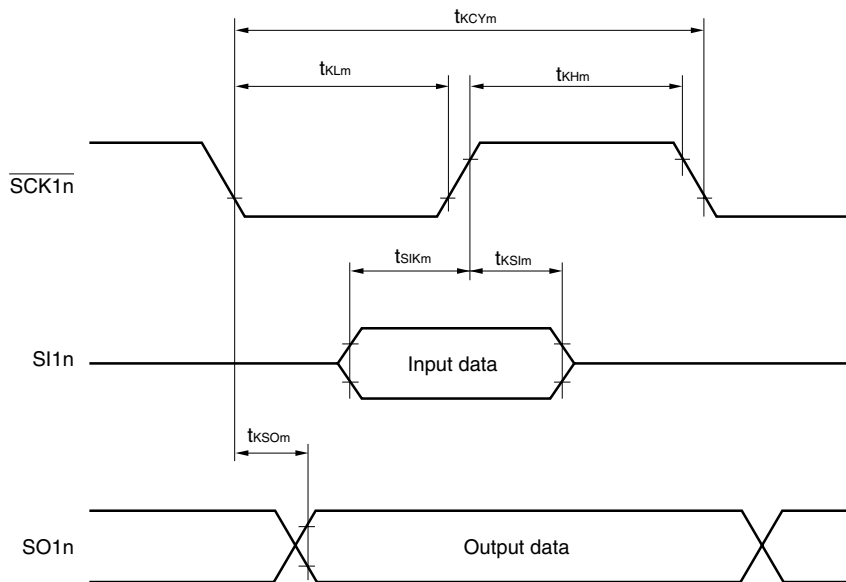 tKCYm
tKLm
tKHm
SCK1n
tSIKm
tKSIm
SI1n
Input data
tKSOm
SO1n
Output data